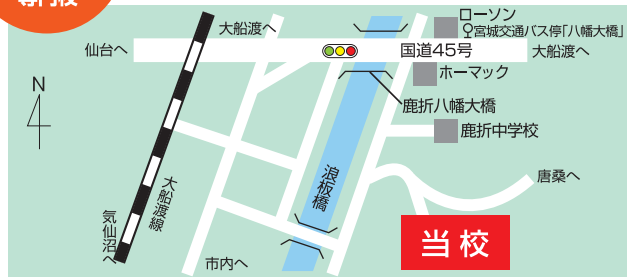 専門校
ローソン
宮城交通バス停「八幡大橋」
大船渡へ
仙台へ
国道45号
大船渡へ
ホーマック
N
鹿折八幡大橋
鹿折中学校
浪板橋
大船渡線
唐桑へ
気仙沼へ
市内へ
当校